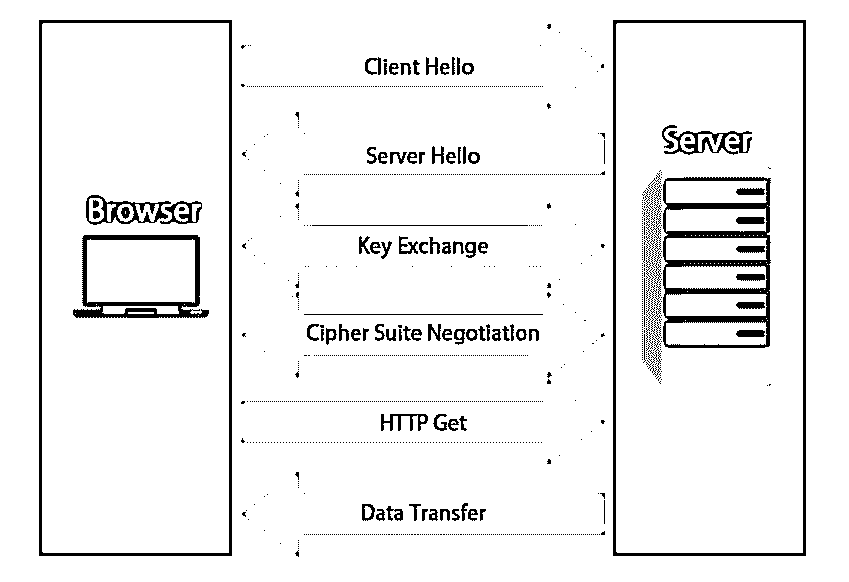 Client Hello
Server Hello
Server
Browser
Key Exchange
Cipher Suite Negotiation
HTTP Get
Data Transfer